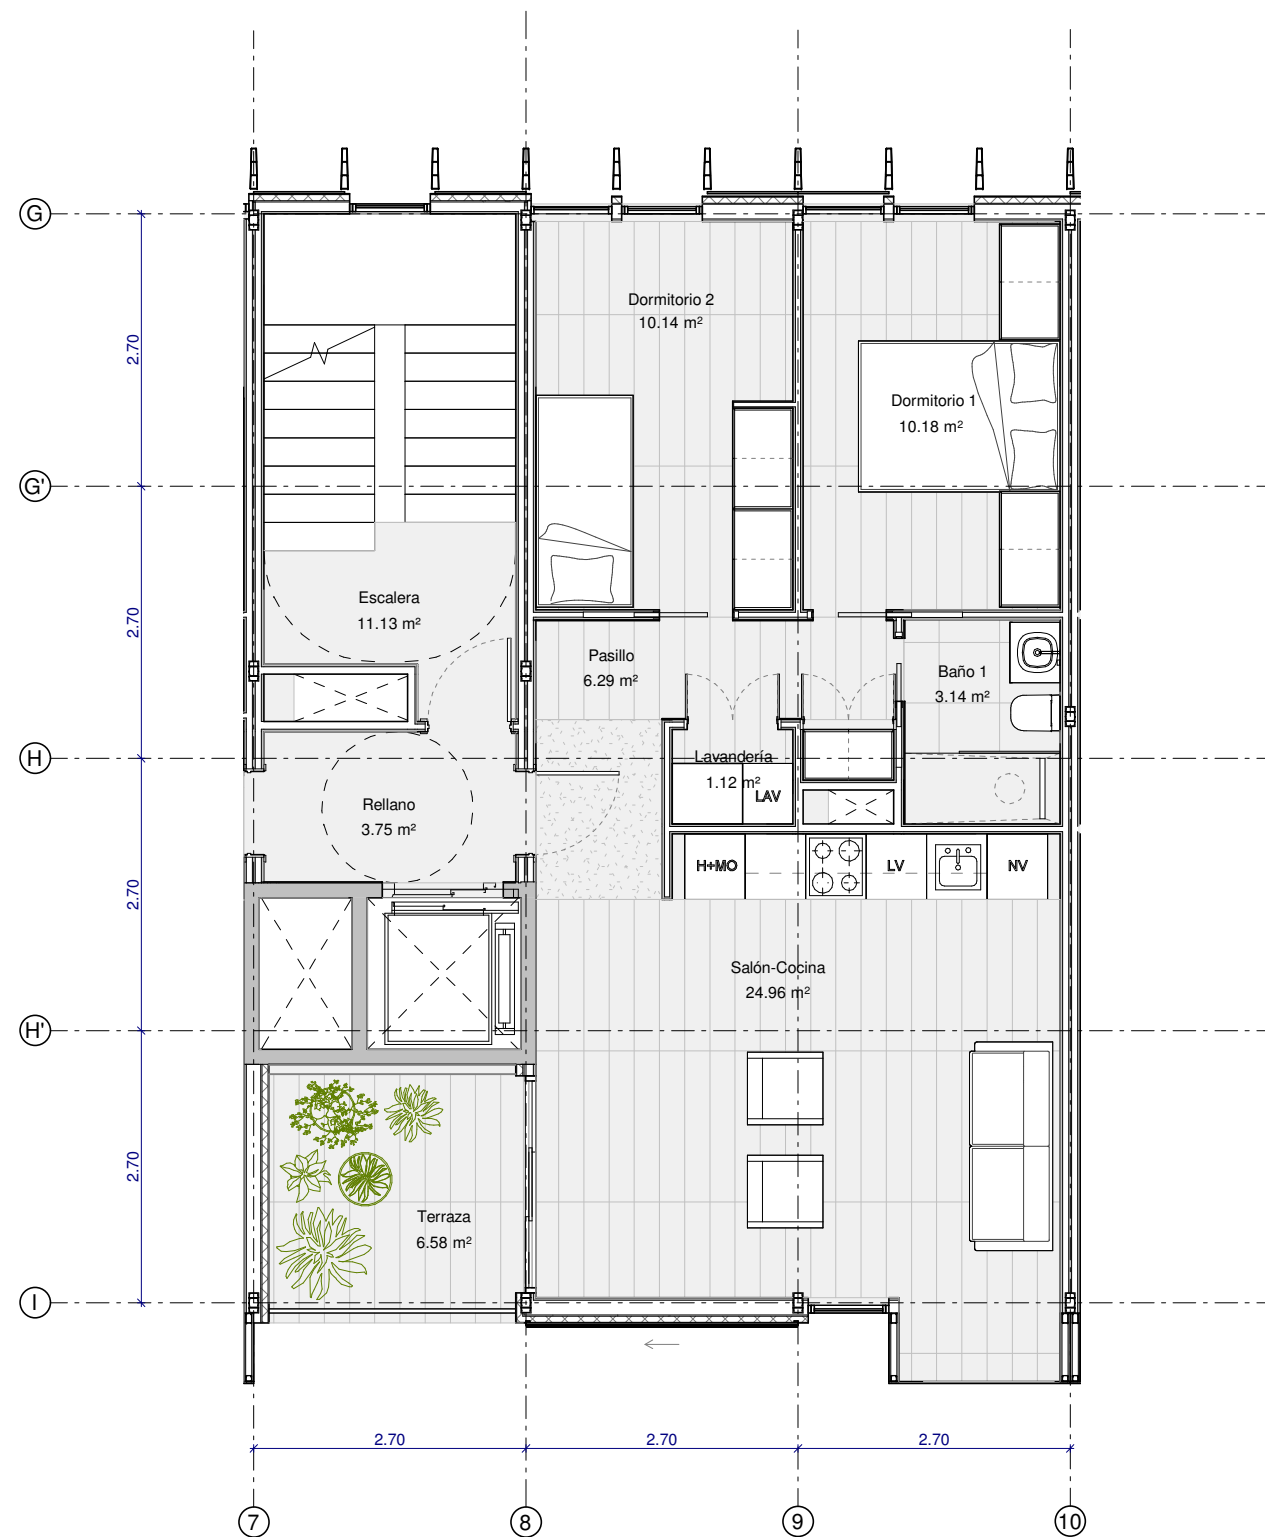 G
2.70
Dormitorio 2
10.14 m²
Dormitorio 1
10.18 m²
G'
2.70
Escalera
11.13 m²
Pasillo
6.29 m²
Baño 1
3.14 m²
H
Lavandería
1.12 m²
LAV
Rellano
3.75 m²
2.70
H+MO
LV
NV
Salón-Cocina
24.96 m²
H'
2.70
Terraza
6.58 m²
I
2.70
2.70
2.70
7
8
9
10